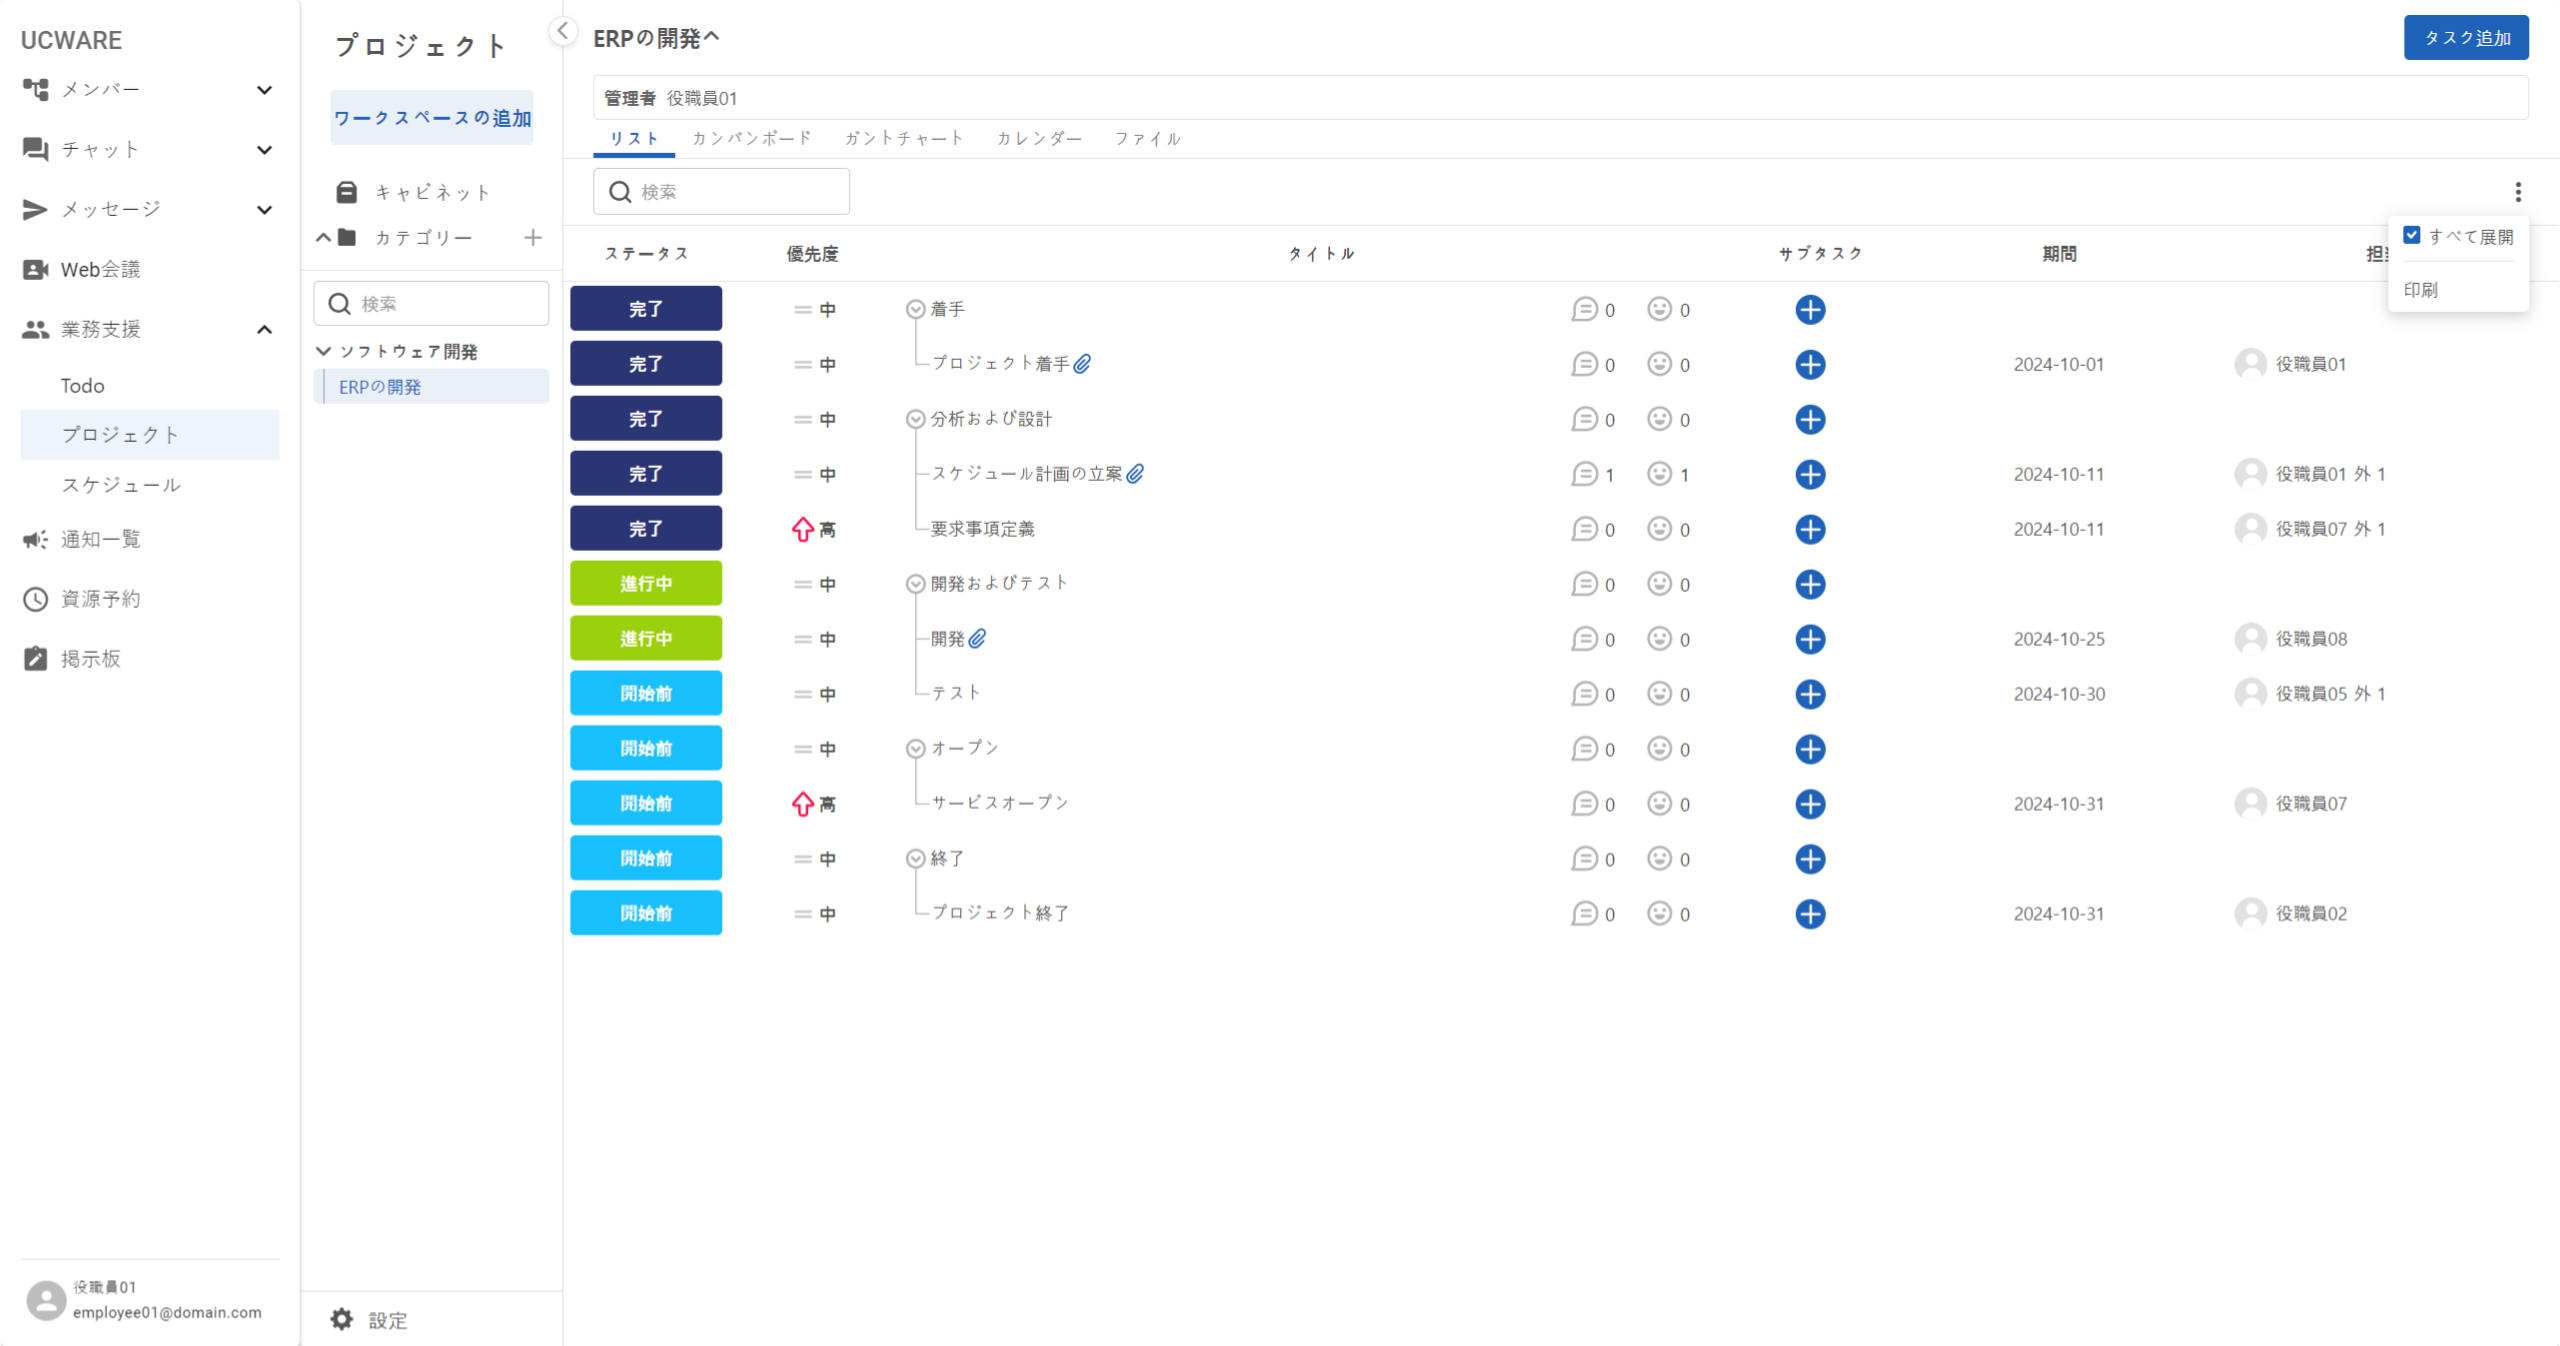 UCWARE
メンバー
チャット
メッセージ
Web会議
業務支援
Todo
プロジェクト
スケジュール
通知一覧
資源予約
掲示板
役職員01
employee01@domain.com
プロジェクト
ワークスペースの追加
キャビネット
カテゴリー
検索
ソフトウェア開発
ERPの開発
設定
ERPの開発
タスク追加
管理者 役職員01
リスト カンバンボード ガントチャート カレンダー ファイル
検索
すべて展開
印刷
ステータス 優先度 タイトル サブタスク 期間
完了 中 着手 0 0
完了 中 プロジェクト着手 0 0 2024-10-01 役職員01
完了 中 分析および設計 0 0
完了 中 スケジュール計画の立案 1 1 2024-10-11 役職員01 外 1
完了 高 要求事項定義 0 0 2024-10-11 役職員07 外 1
進行中 中 開発およびテスト 0 0
進行中 中 開発 0 0 2024-10-25 役職員08
開始前 中 テスト 0 0 2024-10-30 役職員05 外 1
開始前 中 オープン 0 0
開始前 高 サービスオープン 0 0 2024-10-31 役職員07
開始前 中 終了 0 0
開始前 中 プロジェクト終了 0 0 2024-10-31 役職員02